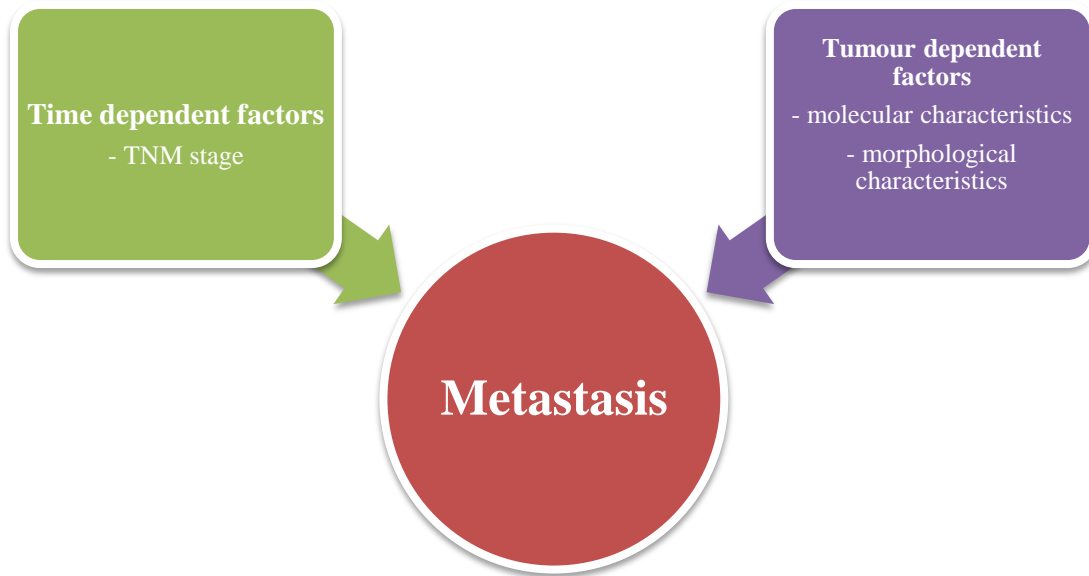 Time dependent factors
- TNM stage
Tumour dependent
factors
- molecular characteristics
- morphological
characteristics
Metastasis